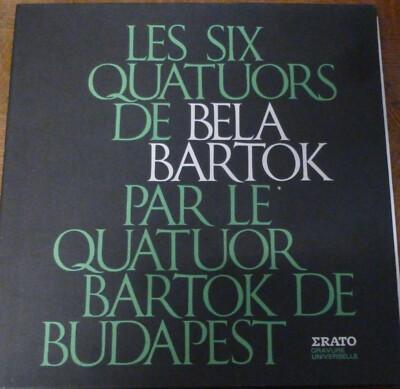 LES SIX
QUATUORS
DE BELA
BARTOK
PAR LE
QUATUOR
BARTOK DE
BUDAPEST
ΣRATO
GRAVURE
UNIVERSELLE